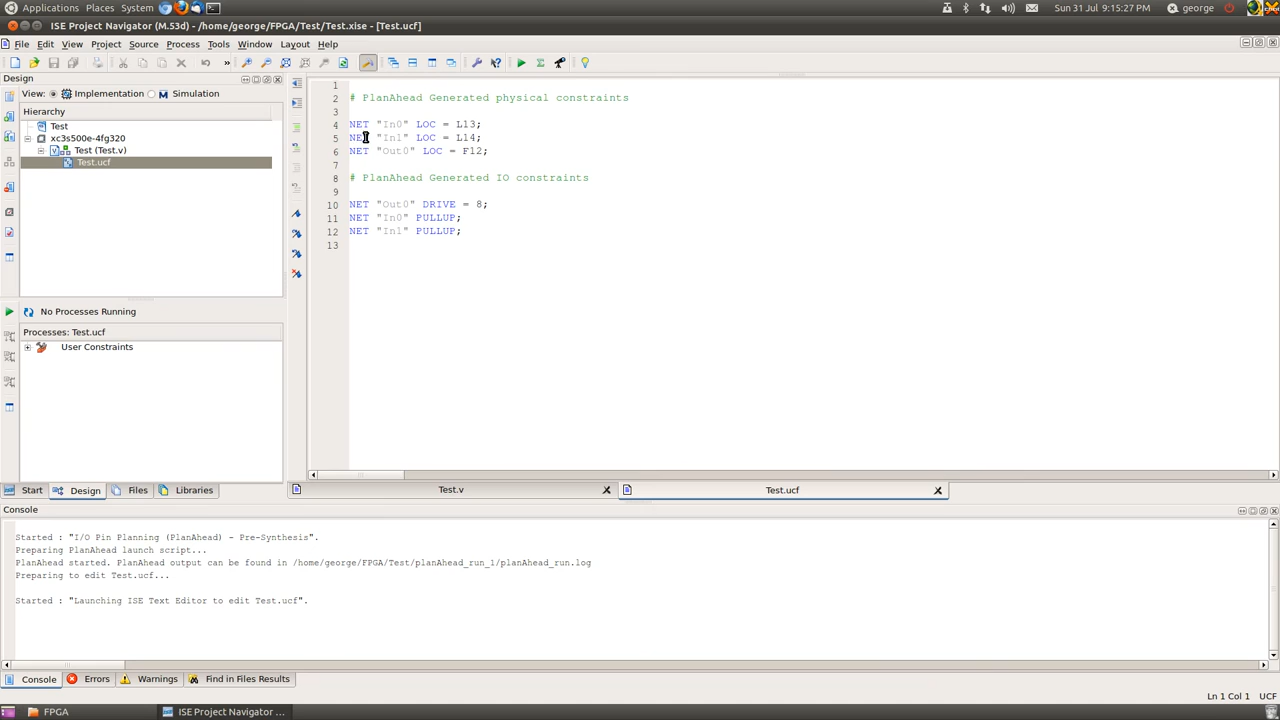 Applications Places System Sun 31 Jul 9:15:27 PM george
ISE Project Navigator (M.53d) - /home/george/FPGA/Test/Test.xise - [Test.ucf]
File Edit View Project Source Process Tools Window Layout Help
Design
View: Implementation Simulation
Hierarchy
Test
xc3s500e-4fg320
Test (Test.v)
Test.ucf
No Processes Running
Processes: Test.ucf
User Constraints
Start Design Files Libraries
1
2 # PlanAhead Generated physical constraints
3
4 NET "In0" LOC = L13;
5 NET "In1" LOC = L14;
6 NET "Out0" LOC = F12;
7
8 # PlanAhead Generated IO constraints
9
10 NET "Out0" DRIVE = 8;
11 NET "In0" PULLUP;
12 NET "In1" PULLUP;
13
Test.v Test.ucf
Console
Started : "I/O Pin Planning (PlanAhead) - Pre-Synthesis".
Preparing PlanAhead launch script...
PlanAhead started. PlanAhead output can be found in /home/george/FPGA/Test/planAhead_run_1/planAhead_run.log
Preparing to edit Test.ucf...
Started : "Launching ISE Text Editor to edit Test.ucf".
Console Errors Warnings Find in Files Results
Ln 1 Col 1 UCF
FPGA ISE Project Navigator ...